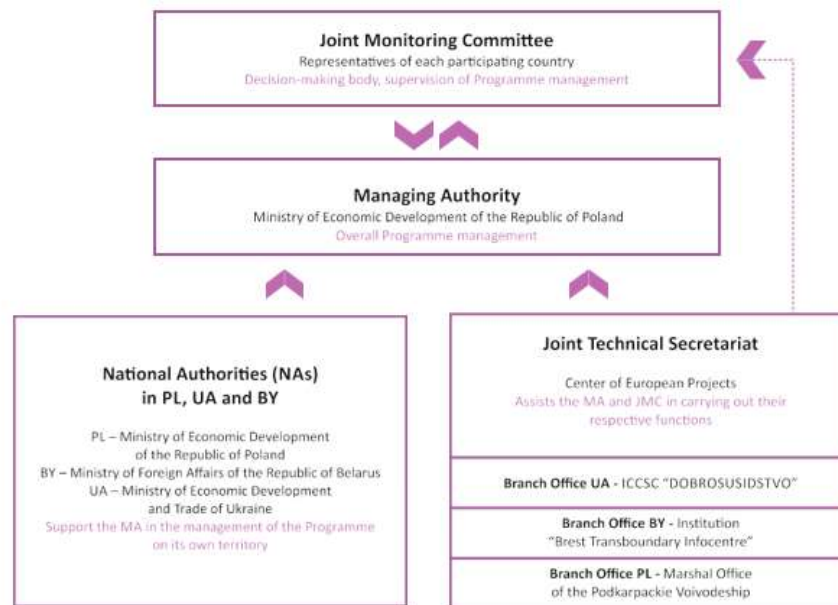 Joint Monitoring Committee
Representatives of each participating country
Decision-making body, supervision of Programme management
Managing Authority
Ministry of Economic Development of the Republic of Poland
Overall Programme management
National Authorities (NAs)
in PL, UA and BY
PL – Ministry of Economic Development
of the Republic of Poland
BY – Ministry of Foreign Affairs of the Republic of Belarus
UA – Ministry of Economic Development
and Trade of Ukraine
Support the MA in the management of the Programme
on its own territory
Joint Technical Secretariat
Center of European Projects
Assists the MA and JMC in carrying out their
respective functions
Branch Office UA - ICCSC "DOBROSUSIDSTVO"
Branch Office BY - Institution
"Brest Transboundary Infocentre"
Branch Office PL - Marshal Office
of the Podkarpackie Voivodeship